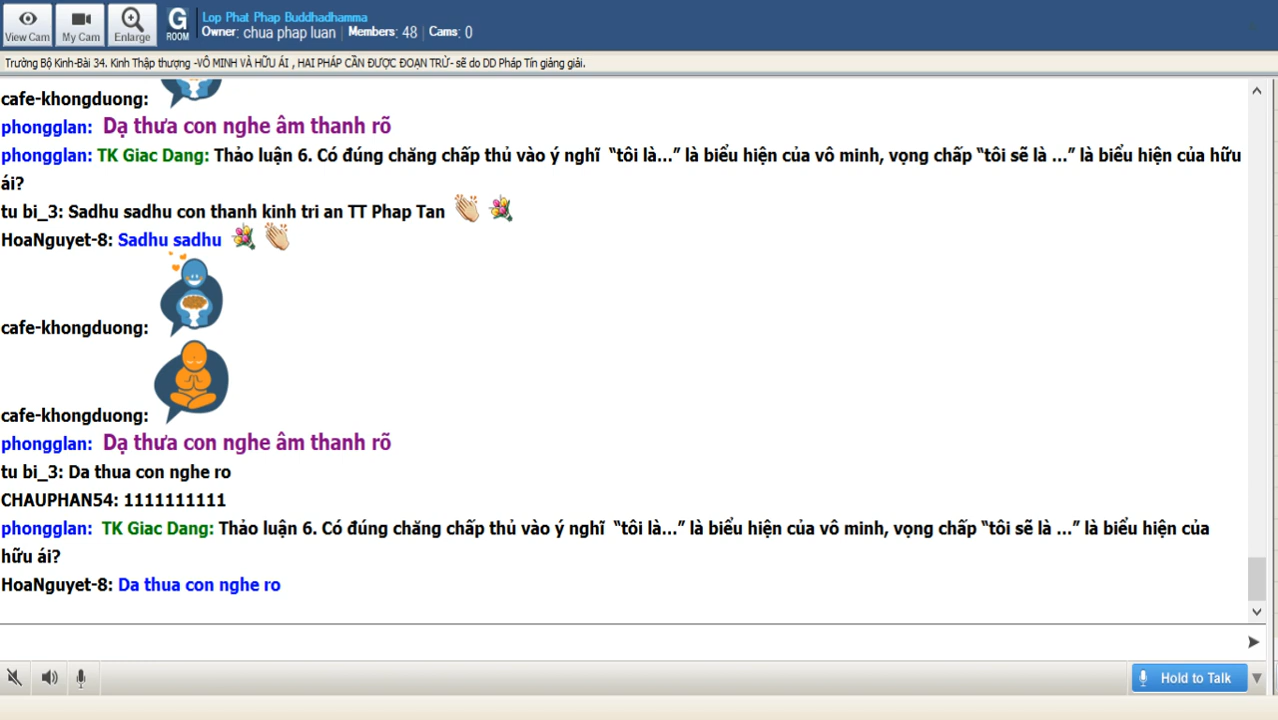 View Cam
My Cam
Enlarge
G
ROOM
Lop Phat Phap Buddhadhamma
Owner: chua phap luan | Members: 48 | Cams: 0
Trường Bộ Kinh-Bài 34. Kinh Thập thượng -VÔ MINH VÀ HỮU ÁI , HAI PHÁP CẦN ĐƯỢC ĐOẠN TRỪ- sẽ do DD Pháp Tín giảng giải.
cafe-khongduong:
phongglan: Dạ thưa con nghe âm thanh rõ
phongglan: TK Giac Dang: Thảo luận 6. Có đúng chăng chấp thủ vào ý nghĩ “tôi là...” là biểu hiện của vô minh, vọng chấp “tôi sẽ là ...” là biểu hiện của hữu
ái?
tu bi_3: Sadhu sadhu con thanh kinh tri an TT Phap Tan
HoaNguyet-8: Sadhu sadhu
cafe-khongduong:
cafe-khongduong:
phongglan: Dạ thưa con nghe âm thanh rõ
tu bi_3: Da thua con nghe ro
CHAUPHAN54: 1111111111
phongglan: TK Giac Dang: Thảo luận 6. Có đúng chăng chấp thủ vào ý nghĩ “tôi là...” là biểu hiện của vô minh, vọng chấp “tôi sẽ là ...” là biểu hiện của
hữu ái?
HoaNguyet-8: Da thua con nghe ro
Hold to Talk